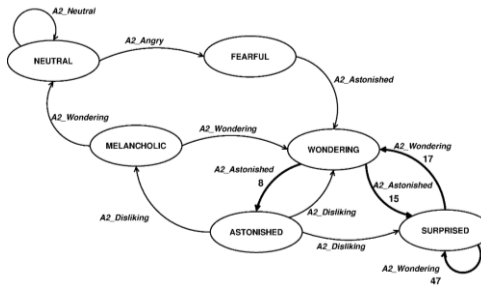 A2_Neutral
A2_Angry
NEUTRAL
FEARFUL
A2_Astonished
A2_Wondering
A2_Wondering
A2_Wondering
17
MELANCHOLIC
WONDERING
A2_Astonished
8
A2_Astonished
15
A2_Disliking
A2_Disliking
ASTONISHED
A2_Disliking
SURPRISED
A2_Wondering
47